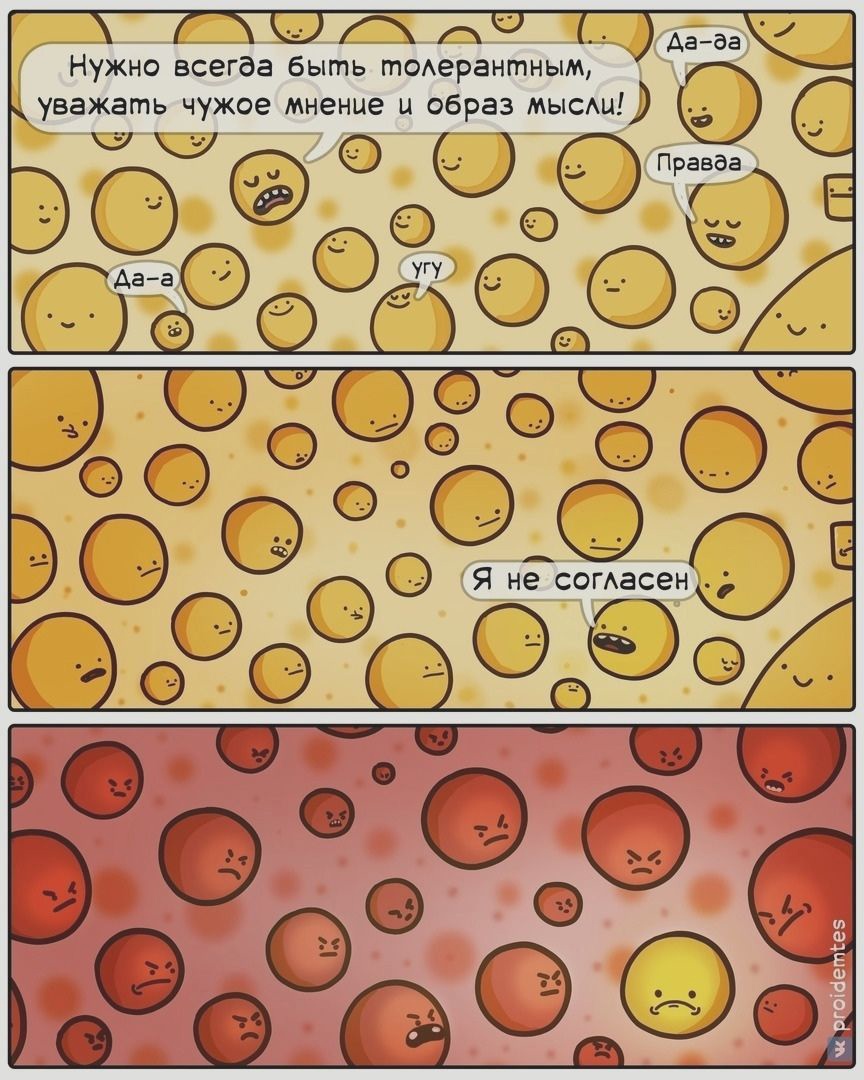 Нужно всегда быть толерантным,
уважать чужое мнение и образ мысли!
Да-да
Правда
Да-а
угу
Я не согласен
proidemtes